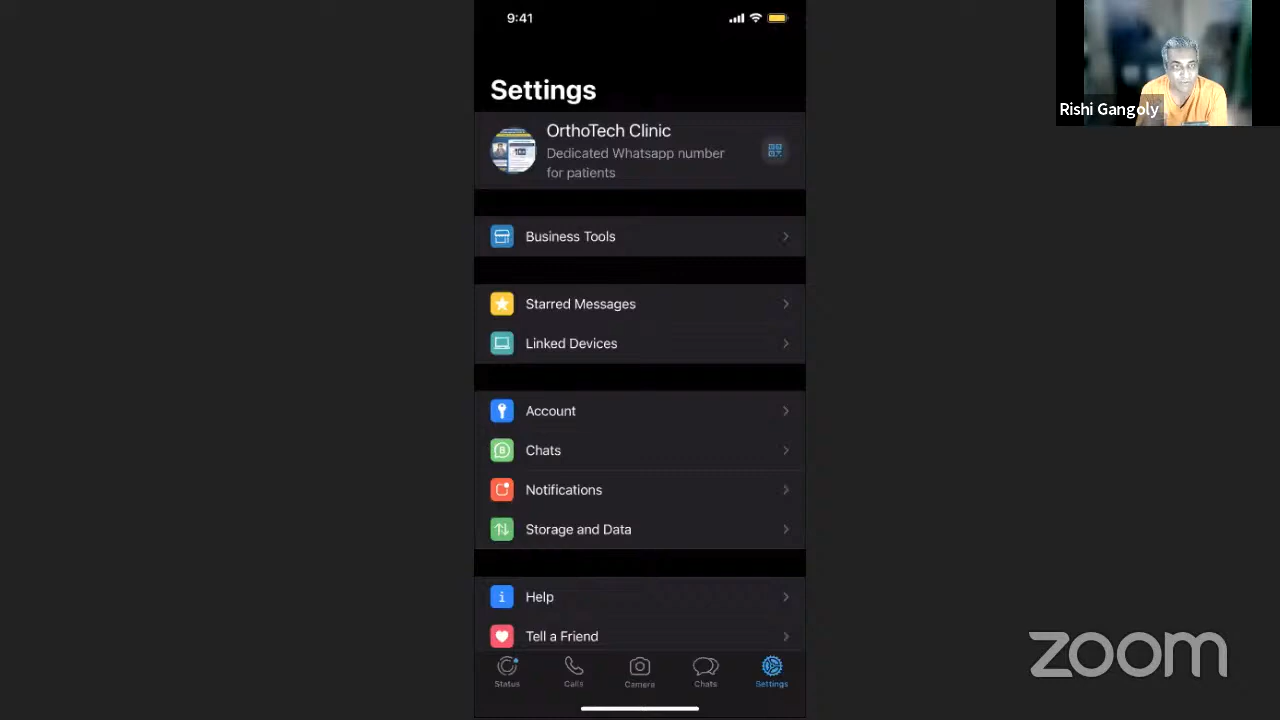 9:41
Settings
OrthoTech Clinic
Dedicated Whatsapp number
for patients
Business Tools
Starred Messages
Linked Devices
Account
Chats
Notifications
Storage and Data
Help
Tell a Friend
Status
Calls
Camera
Chats
Settings
Rishi Gangoly
zoom